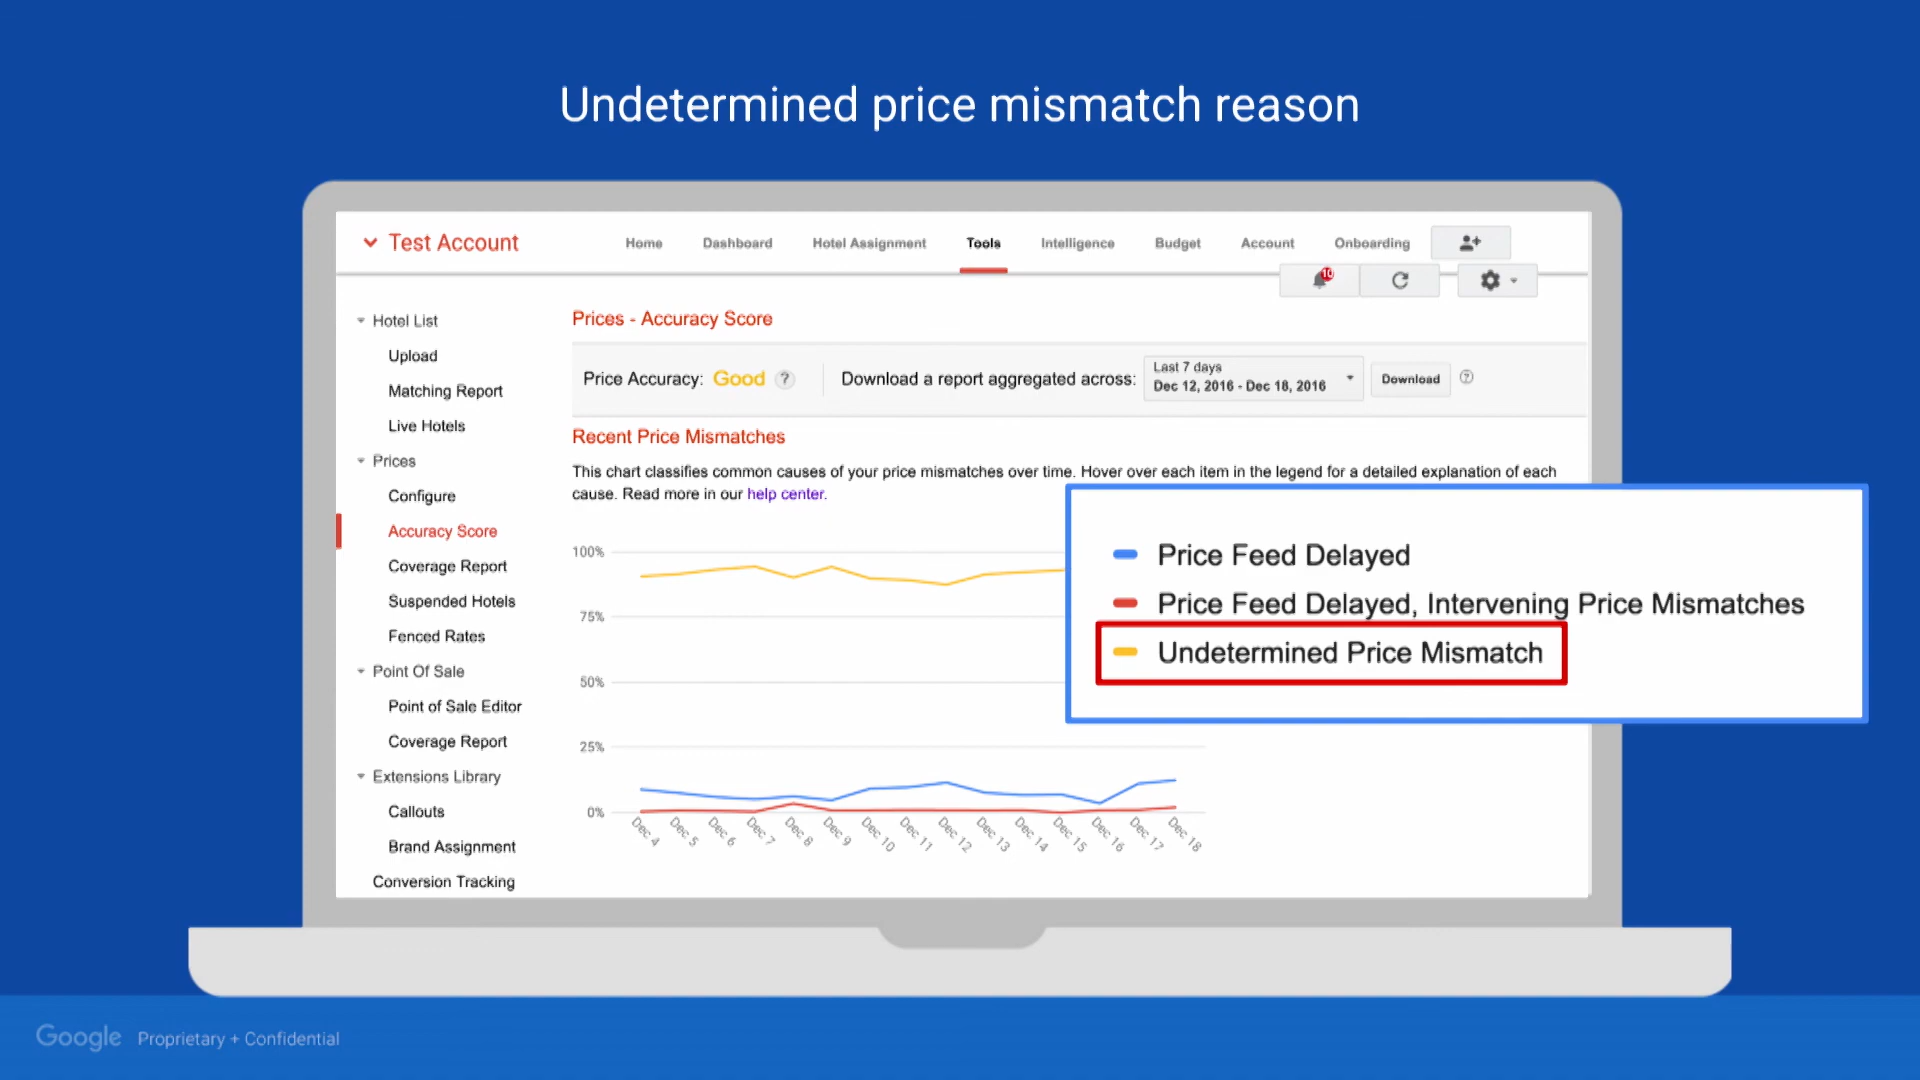 Undetermined price mismatch reason
Test Account
Home Dashboard Hotel Assignment Tools Intelligence Budget Account Onboarding
10
Hotel List
Upload
Matching Report
Live Hotels
Prices
Configure
Accuracy Score
Coverage Report
Suspended Hotels
Fenced Rates
Point Of Sale
Point of Sale Editor
Coverage Report
Extensions Library
Callouts
Brand Assignment
Conversion Tracking
Prices - Accuracy Score
Price Accuracy: Good ? Download a report aggregated across:
Last 7 days
Dec 12, 2016 - Dec 18, 2016
Download ?
Recent Price Mismatches
This chart classifies common causes of your price mismatches over time. Hover over each item in the legend for a detailed explanation of each
cause. Read more in our help center.
100%
75%
50%
25%
0%
Dec 4 Dec 5 Dec 6 Dec 7 Dec 8 Dec 9 Dec 10 Dec 11 Dec 12 Dec 13 Dec 14 Dec 15 Dec 16 Dec 17 Dec 18
Price Feed Delayed
Price Feed Delayed, Intervening Price Mismatches
Undetermined Price Mismatch
Google Proprietary + Confidential